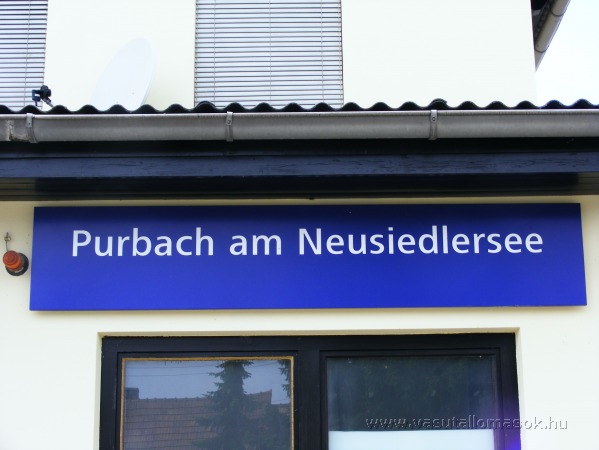 Purbach am Neusiedlersee
www.vasutallomasok.hu